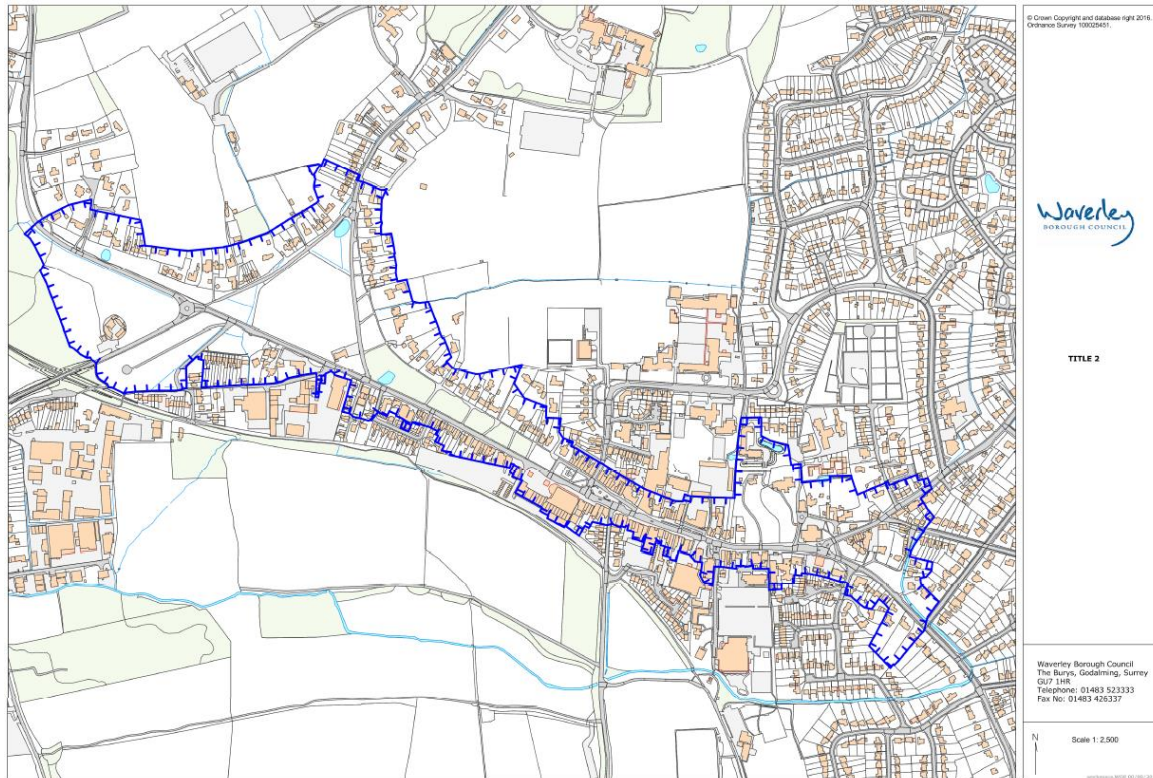 © Crown Copyright and database right 2016.
Ordnance Survey 100025451.
Waverley
BOROUGH COUNCIL
TITLE 2
Waverley Borough Council
The Burys, Godalming, Surrey
GU7 1HR
Telephone: 01483 523333
Fax No: 01483 426337
N
Scale 1: 2,500